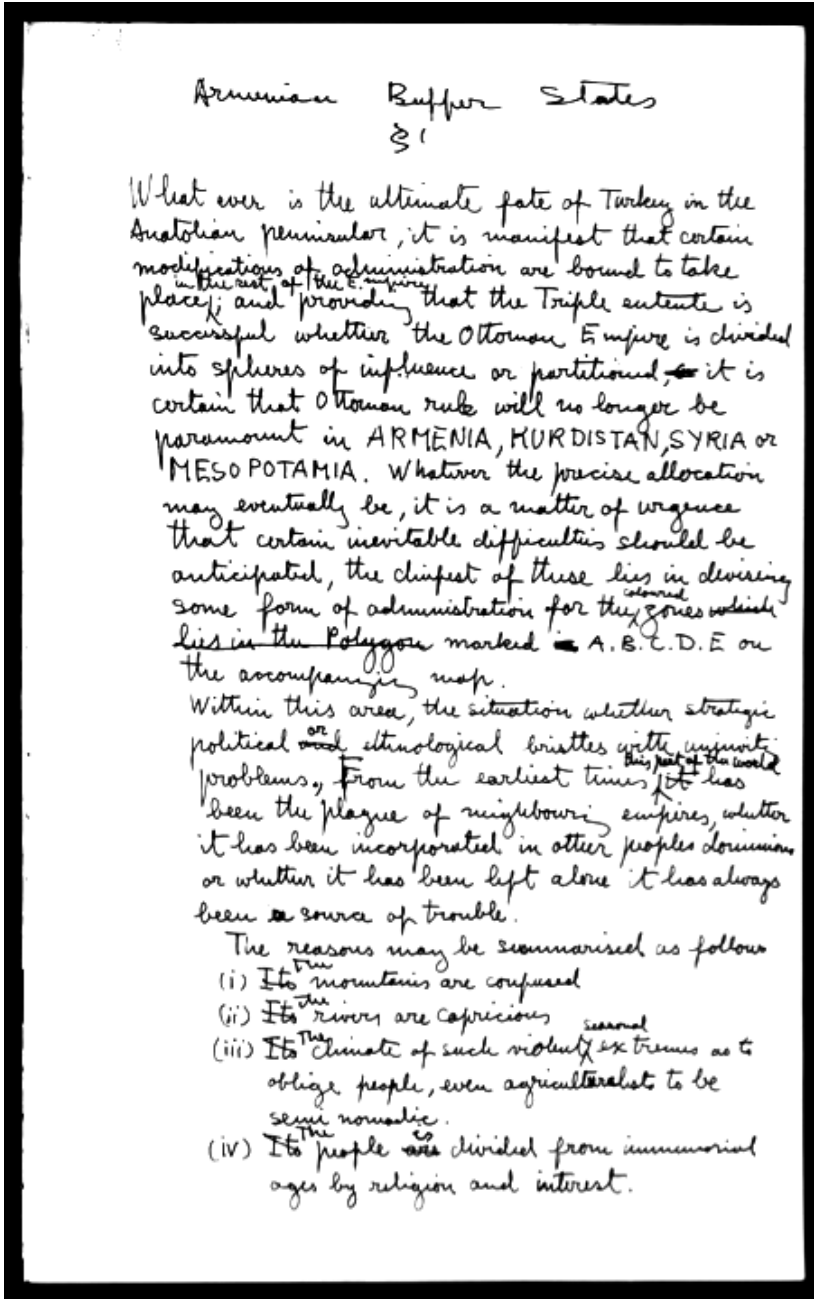 Armenian Buffer States
§1
What ever is the ultimate fate of Turkey in the
Anatolian peninsular, it is manifest that certain
modifications of administration are bound to take
in the rest of the E. empire
place; and providing that the Triple entente is
successful whether the Ottoman Empire is divided
into spheres of influence or partitioned, it is
certain that Ottoman rule will no longer be
paramount in ARMENIA, KURDISTAN, SYRIA or
MESOPOTAMIA. Whatever the precise allocation
may eventually be, it is a matter of urgence
that certain inevitable difficulties should be
anticipated, the chiefest of these lies in devising
coloured
some form of administration for the zones which
lies in the Polygon marked A.B.C.D.E on
the accompanying map.
Within this area, the situation whether strategic
or
political and ethnological bristles with
this part of the world
problems., From the earliest times it has
been the plague of neighbouring empires, whether
it has been incorporated in other peoples dominions
or whether it has been left alone it has always
been a source of trouble.
The reasons may be summarised as follows
The
(i) Its mountains are confused
the
(ii) Its rivers are capricious
The seasonal
(iii) Its Climate of such violent extremes as to
oblige people, even agriculturalists to be
semi nomadic.
The is
(iv) Its people are divided from immemorial
ages by religion and interest.